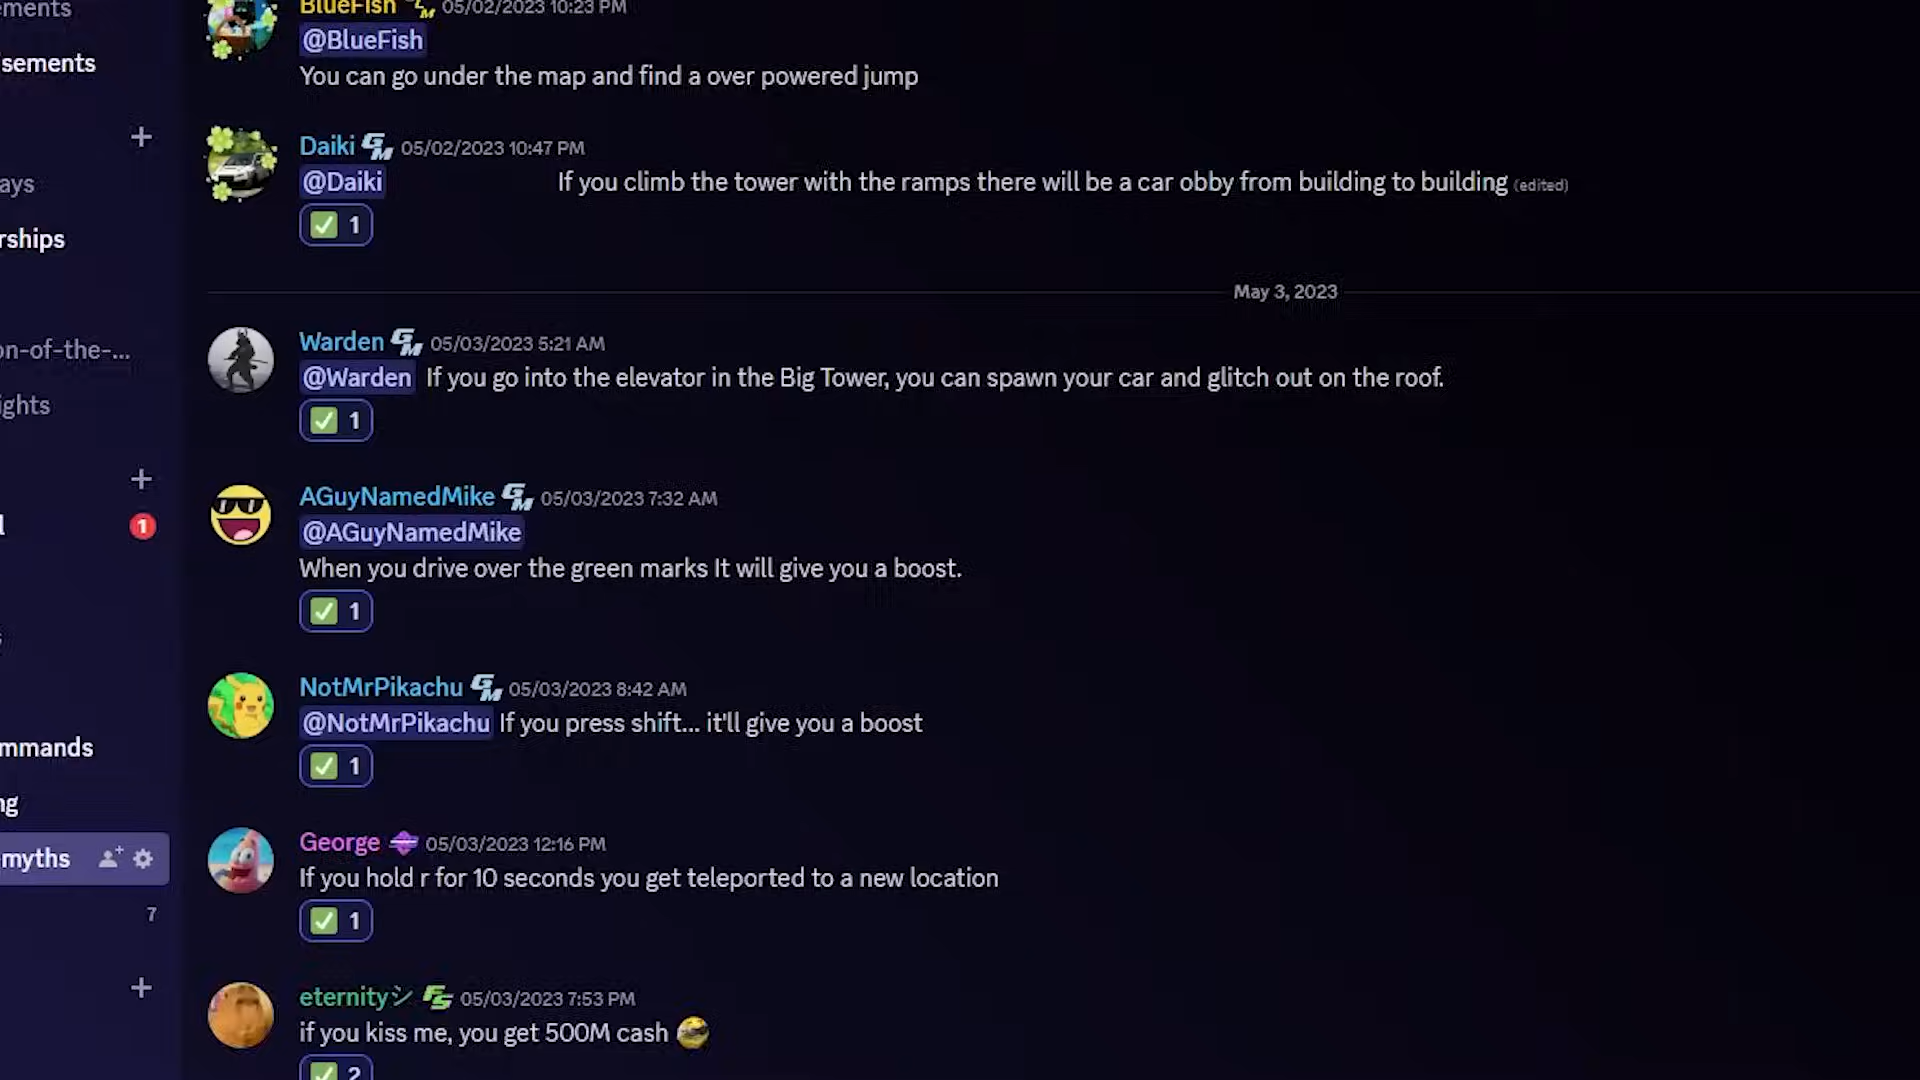 ements
sements
ays
rships
on-of-the-...
ights
1
mmands
ng
myths
7
BlueFish 05/02/2023 10:23 PM
@BlueFish
You can go under the map and find a over powered jump
Daiki GM 05/02/2023 10:47 PM
@Daiki If you climb the tower with the ramps there will be a car obby from building to building (edited)
✅ 1
May 3, 2023
Warden GM 05/03/2023 5:21 AM
@Warden If you go into the elevator in the Big Tower, you can spawn your car and glitch out on the roof.
✅ 1
AGuyNamedMike GM 05/03/2023 7:32 AM
@AGuyNamedMike
When you drive over the green marks It will give you a boost.
✅ 1
NotMrPikachu GM 05/03/2023 8:42 AM
@NotMrPikachu If you press shift... it'll give you a boost
✅ 1
George 05/03/2023 12:16 PM
If you hold r for 10 seconds you get teleported to a new location
✅ 1
eternityシ FS 05/03/2023 7:53 PM
if you kiss me, you get 500M cash
✅ 2